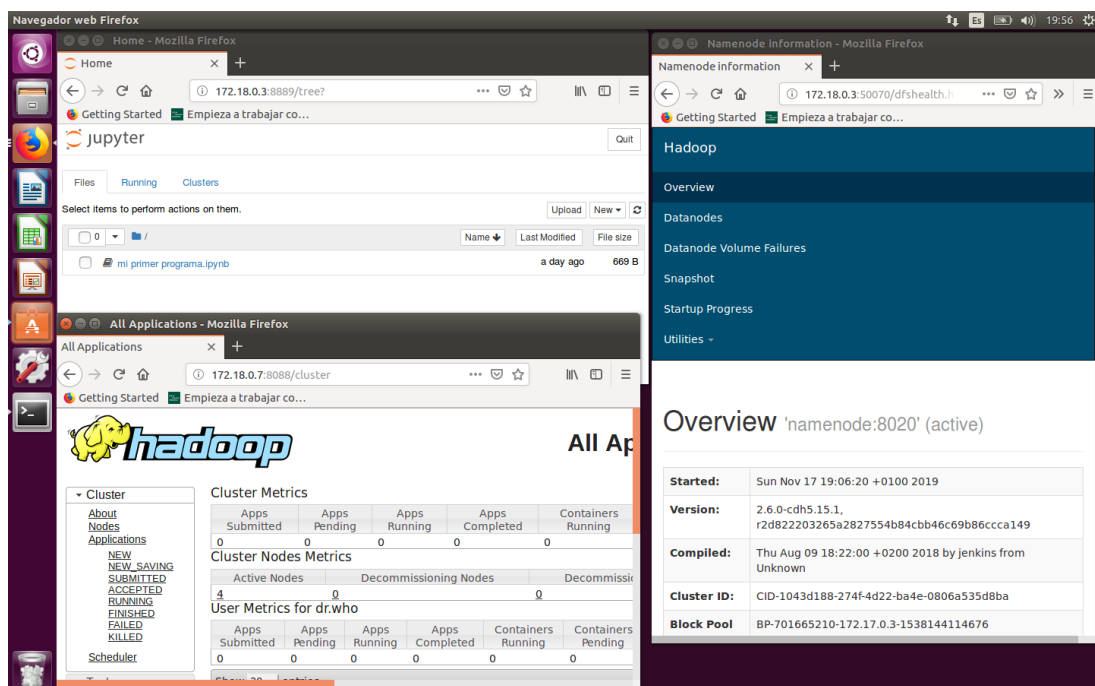 Navegador web Firefox
Es
19:56
Home - Mozilla Firefox
Home
172.18.0.3:8889/tree?
Getting Started
Empieza a trabajar co...
jupyter
Quit
Files
Running
Clusters
Select items to perform actions on them.
Upload
New
0
/
Name
Last Modified
File size
mi primer programa.ipynb
a day ago
669 B
All Applications - Mozilla Firefox
All Applications
172.18.0.7:8088/cluster
Getting Started
Empieza a trabajar co...
hadoop
All Ap
Cluster
About
Nodes
Applications
NEW
NEW_SAVING
SUBMITTED
ACCEPTED
RUNNING
FINISHED
FAILED
KILLED
Scheduler
Cluster Metrics
Apps Submitted
Apps Pending
Apps Running
Apps Completed
Containers Running
0 0 0 0 0
Cluster Nodes Metrics
Active Nodes
Decommissioning Nodes
Decommissi
4 0 0
User Metrics for dr.who
Apps Submitted
Apps Pending
Apps Running
Apps Completed
Containers Running
Containers Pending
0 0 0 0 0 0
Namenode information - Mozilla Firefox
Namenode information
172.18.0.3:50070/dfshealth.h
Getting Started
Empieza a trabajar co...
Hadoop
Overview
Datanodes
Datanode Volume Failures
Snapshot
Startup Progress
Utilities
Overview 'namenode:8020' (active)
Started: Sun Nov 17 19:06:20 +0100 2019
Version: 2.6.0-cdh5.15.1,
r2d822203265a2827554b84cbb46c69b86ccca149
Compiled: Thu Aug 09 18:22:00 +0200 2018 by jenkins from
Unknown
Cluster ID: CID-1043d188-274f-4d22-ba4e-0806a535d8ba
Block Pool BP-701665210-172.17.0.3-1538144114676